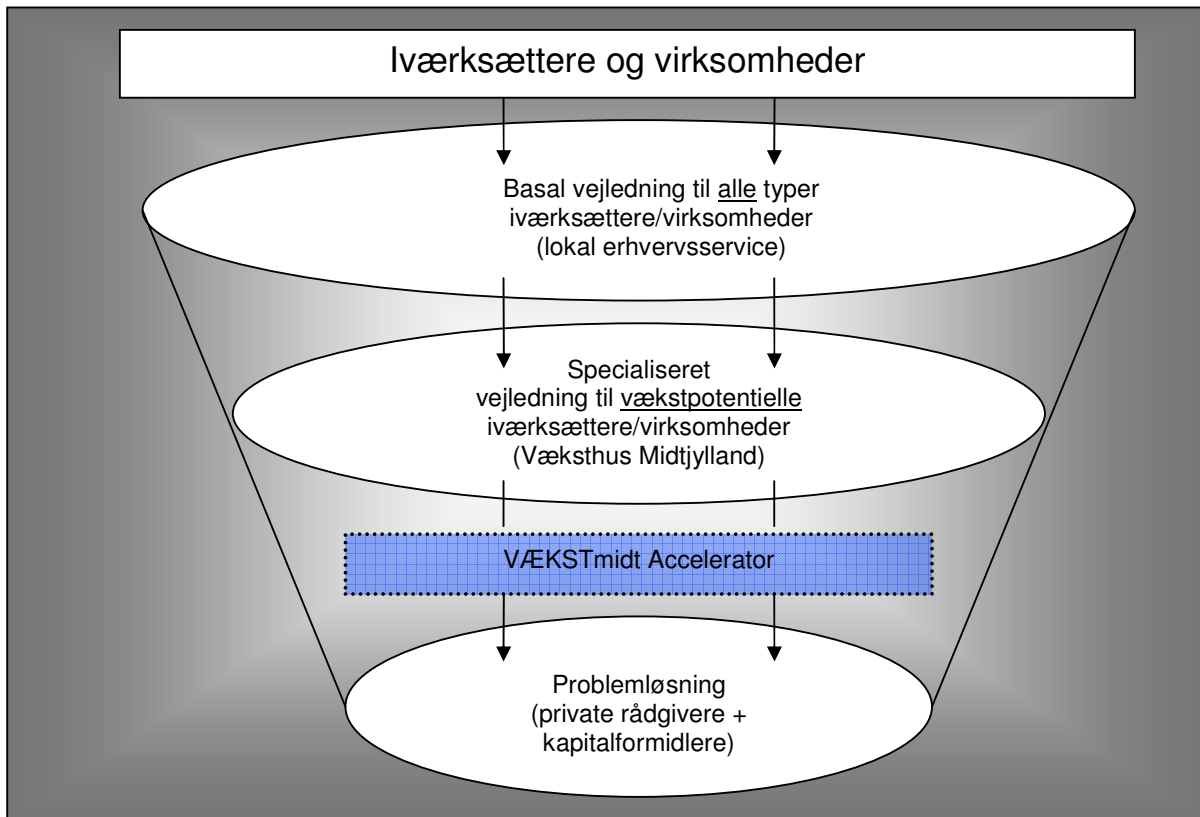 Iværksættere og virksomheder
Basal vejledning til alle typer
iværksættere/virksomheder
(lokal erhvervsservice)
Specialiseret
vejledning til vækstpotentielle
iværksættere/virksomheder
(Væksthus Midtjylland)
VÆKSTmidt Accelerator
Problemløsning
(private rådgivere +
kapitalformidlere)